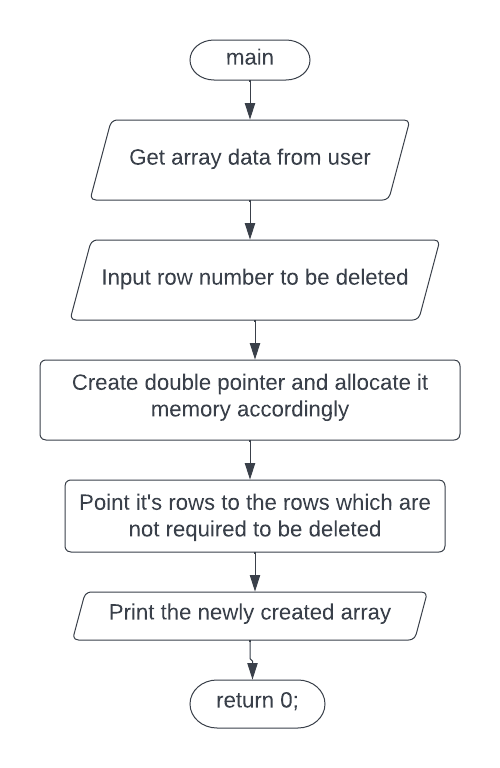 main
Get array data from user
Input row number to be deleted
Create double pointer and allocate it
memory accordingly
Point it's rows to the rows which are
not required to be deleted
Print the newly created array
return 0;